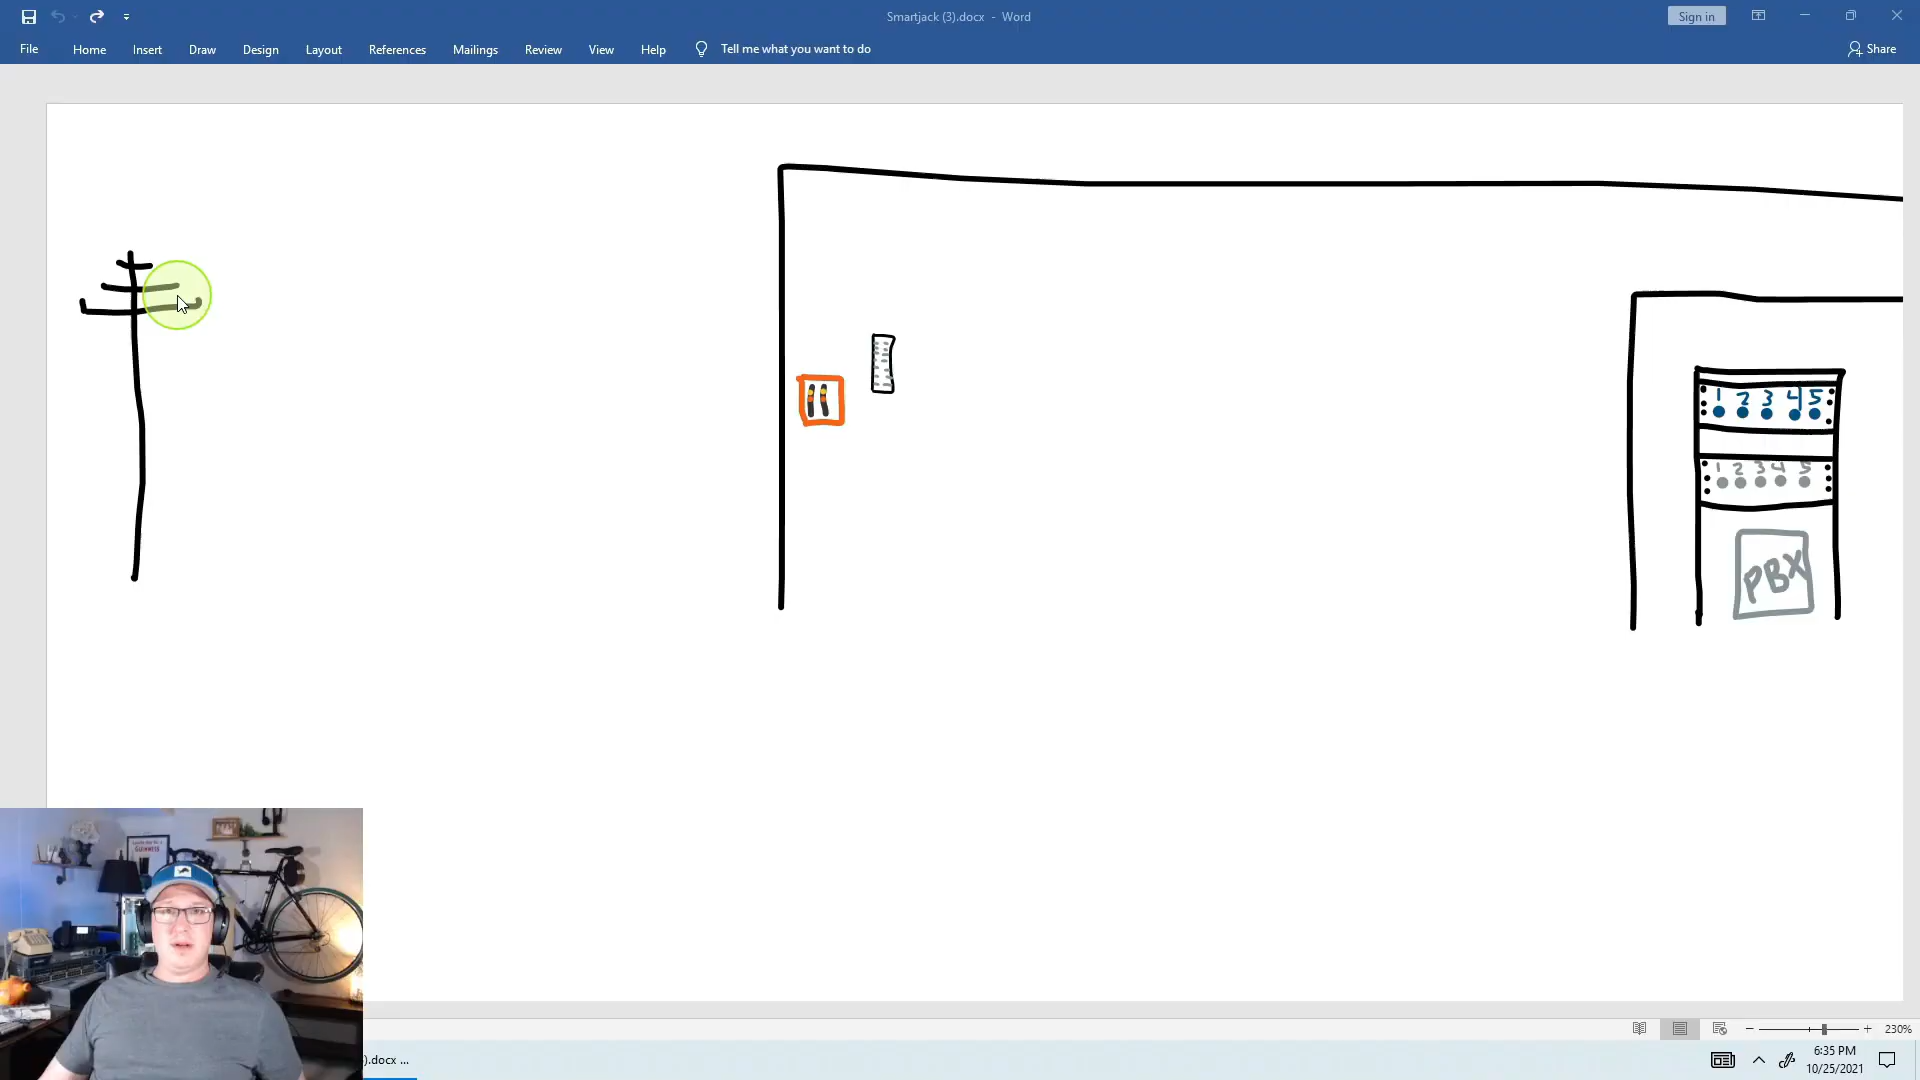 Smartjack (3).docx - Word
Sign in
File Home Insert Draw Design Layout References Mailings Review View Help Tell me what you want to do Share
1 2 3 4 5
1 2 3 4 5
PBX
GUINNESS
230%
).docx ...
6:35 PM
10/25/2021